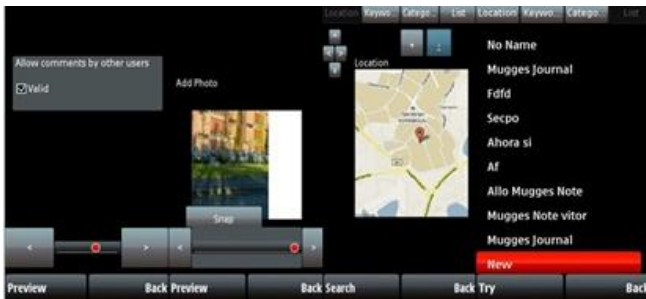 Location Keywo.. Catego.. List Location Keywo.. Catego.. List
Allow comments by other users
Valid
Add Photo
Snap
< >
< >
Preview Back Preview Back
Location
Search Back
No Name
Mugges Journal
Fdfd
Secpo
Ahora si
Af
Allo Mugges Note
Mugges Note vitor
Mugges Journal
New
Try Back